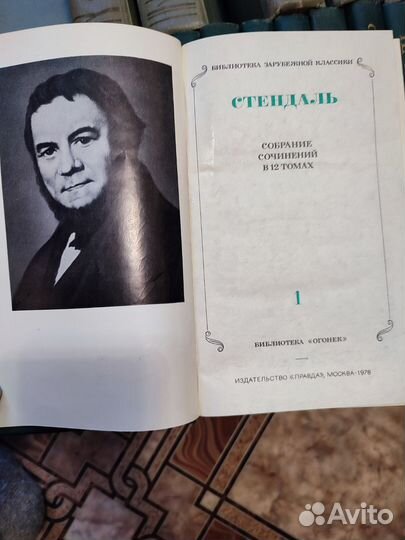 БИБЛИОТЕКА ЗАРУБЕЖНОЙ КЛАССИКИ
СТЕНДАЛЬ
СОБРАНИЕ
СОЧИНЕНИЙ
В 12 ТОМАХ
1
БИБЛИОТЕКА «ОГОНЕК»
ИЗДАТЕЛЬСТВО «ПРАВДА», МОСКВА·1978
Avito